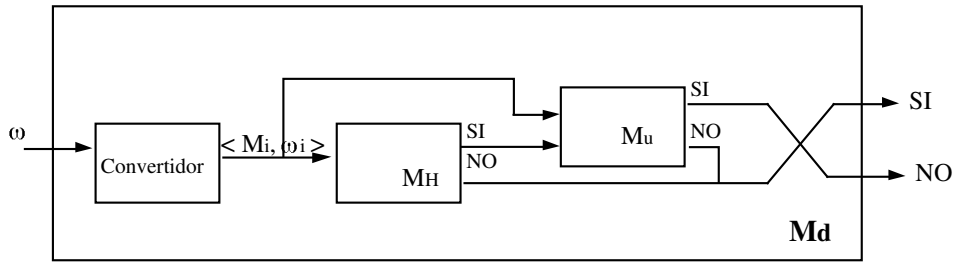 ω
Convertidor
< Mi, ωi >
MH
SI
NO
Mu
SI
NO
SI
NO
Md